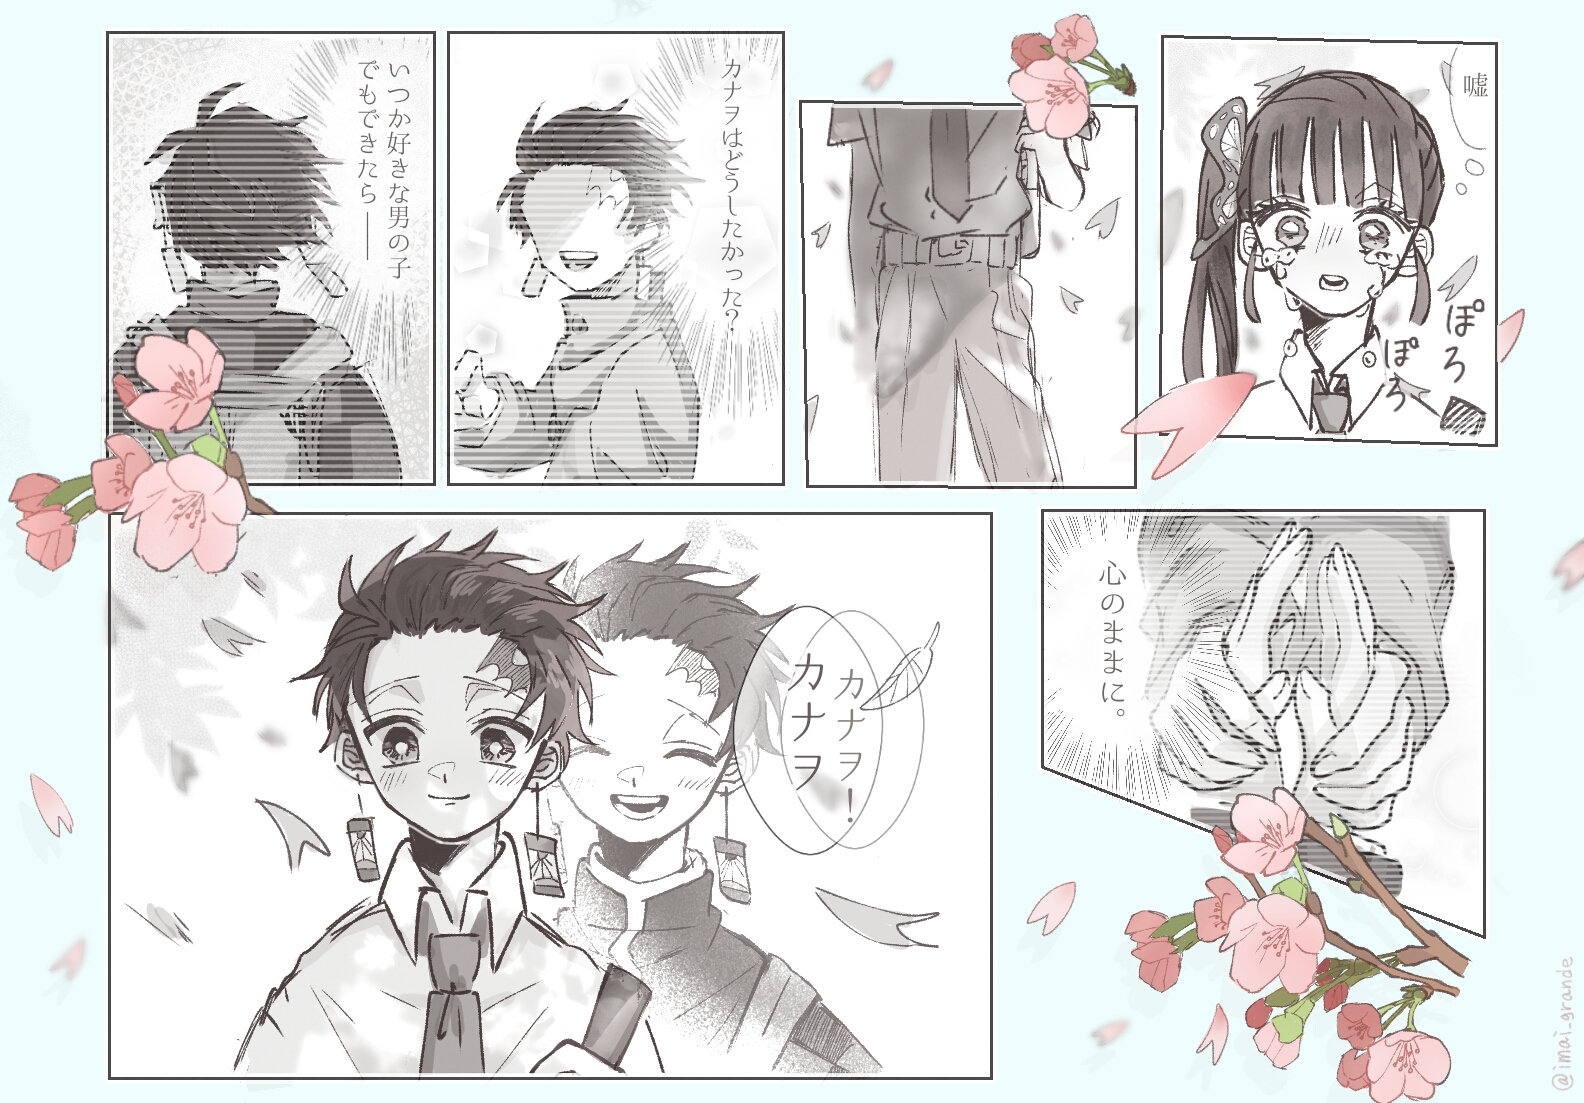 嘘
ぽろ
ぽろ
カナヲはどうしたかった？
いつか好きな男の子
でもできたら——
心のままに。
カナヲ！
カナヲ
@imai_grande